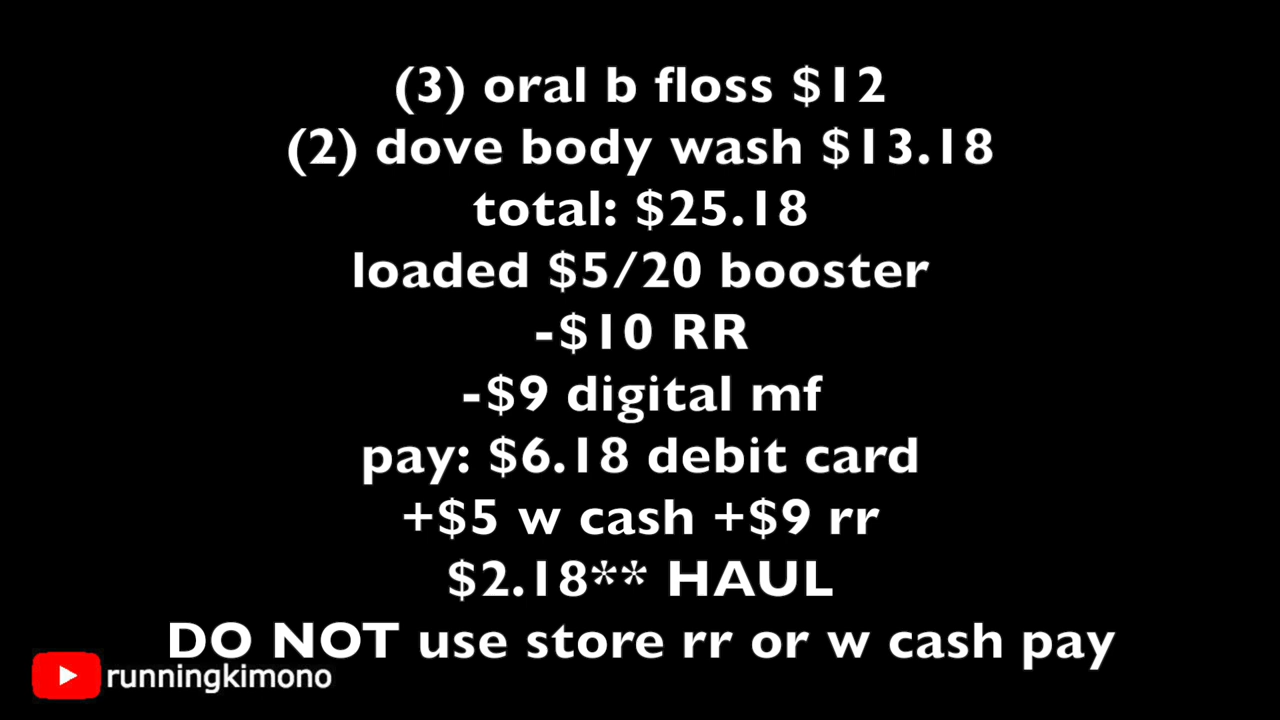 (3) oral b floss $12
(2) dove body wash $13.18
total: $25.18
loaded $5/20 booster
-$10 RR
-$9 digital mf
pay: $6.18 debit card
+$5 w cash +$9 rr
$2.18** HAUL
DO NOT use store rr or w cash pay
runningkimono